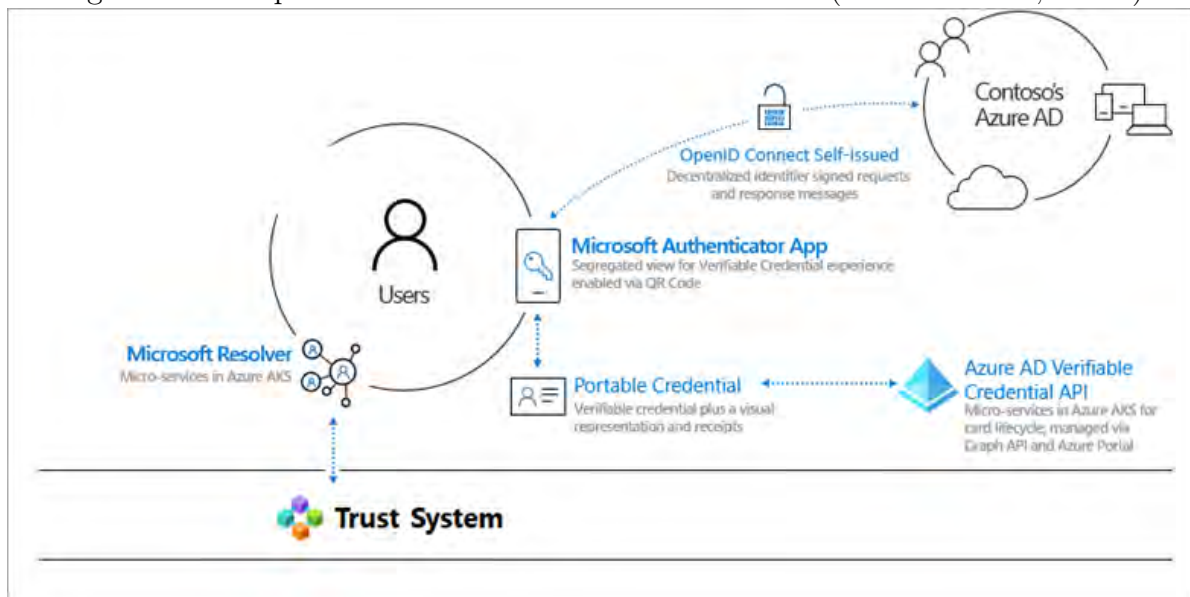 Contoso's
Azure AD
OpenID Connect Self-Issued
Decentralized identifier signed requests
and response messages
Microsoft Authenticator App
Segregated view for Verifiable Credential experience
enabled via QR Code
Users
Microsoft Resolver
Micro-services in Azure AKS
Portable Credential
Verifiable credential plus a visual
representation and receipts
Azure AD Verifiable
Credential API
Micro-services in Azure AKS for
card lifecycle; managed via
Graph API and Azure Portal
Trust System